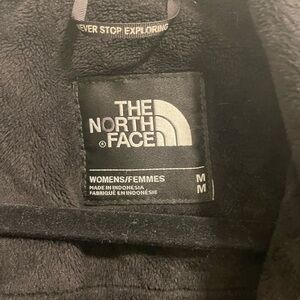 EVER STOP EXPLORING
THE
NORTH
FACE
®
WOMENS/FEMMES M
MADE IN INDONESIA M
FABRIQUÉ EN INDONÉSIE